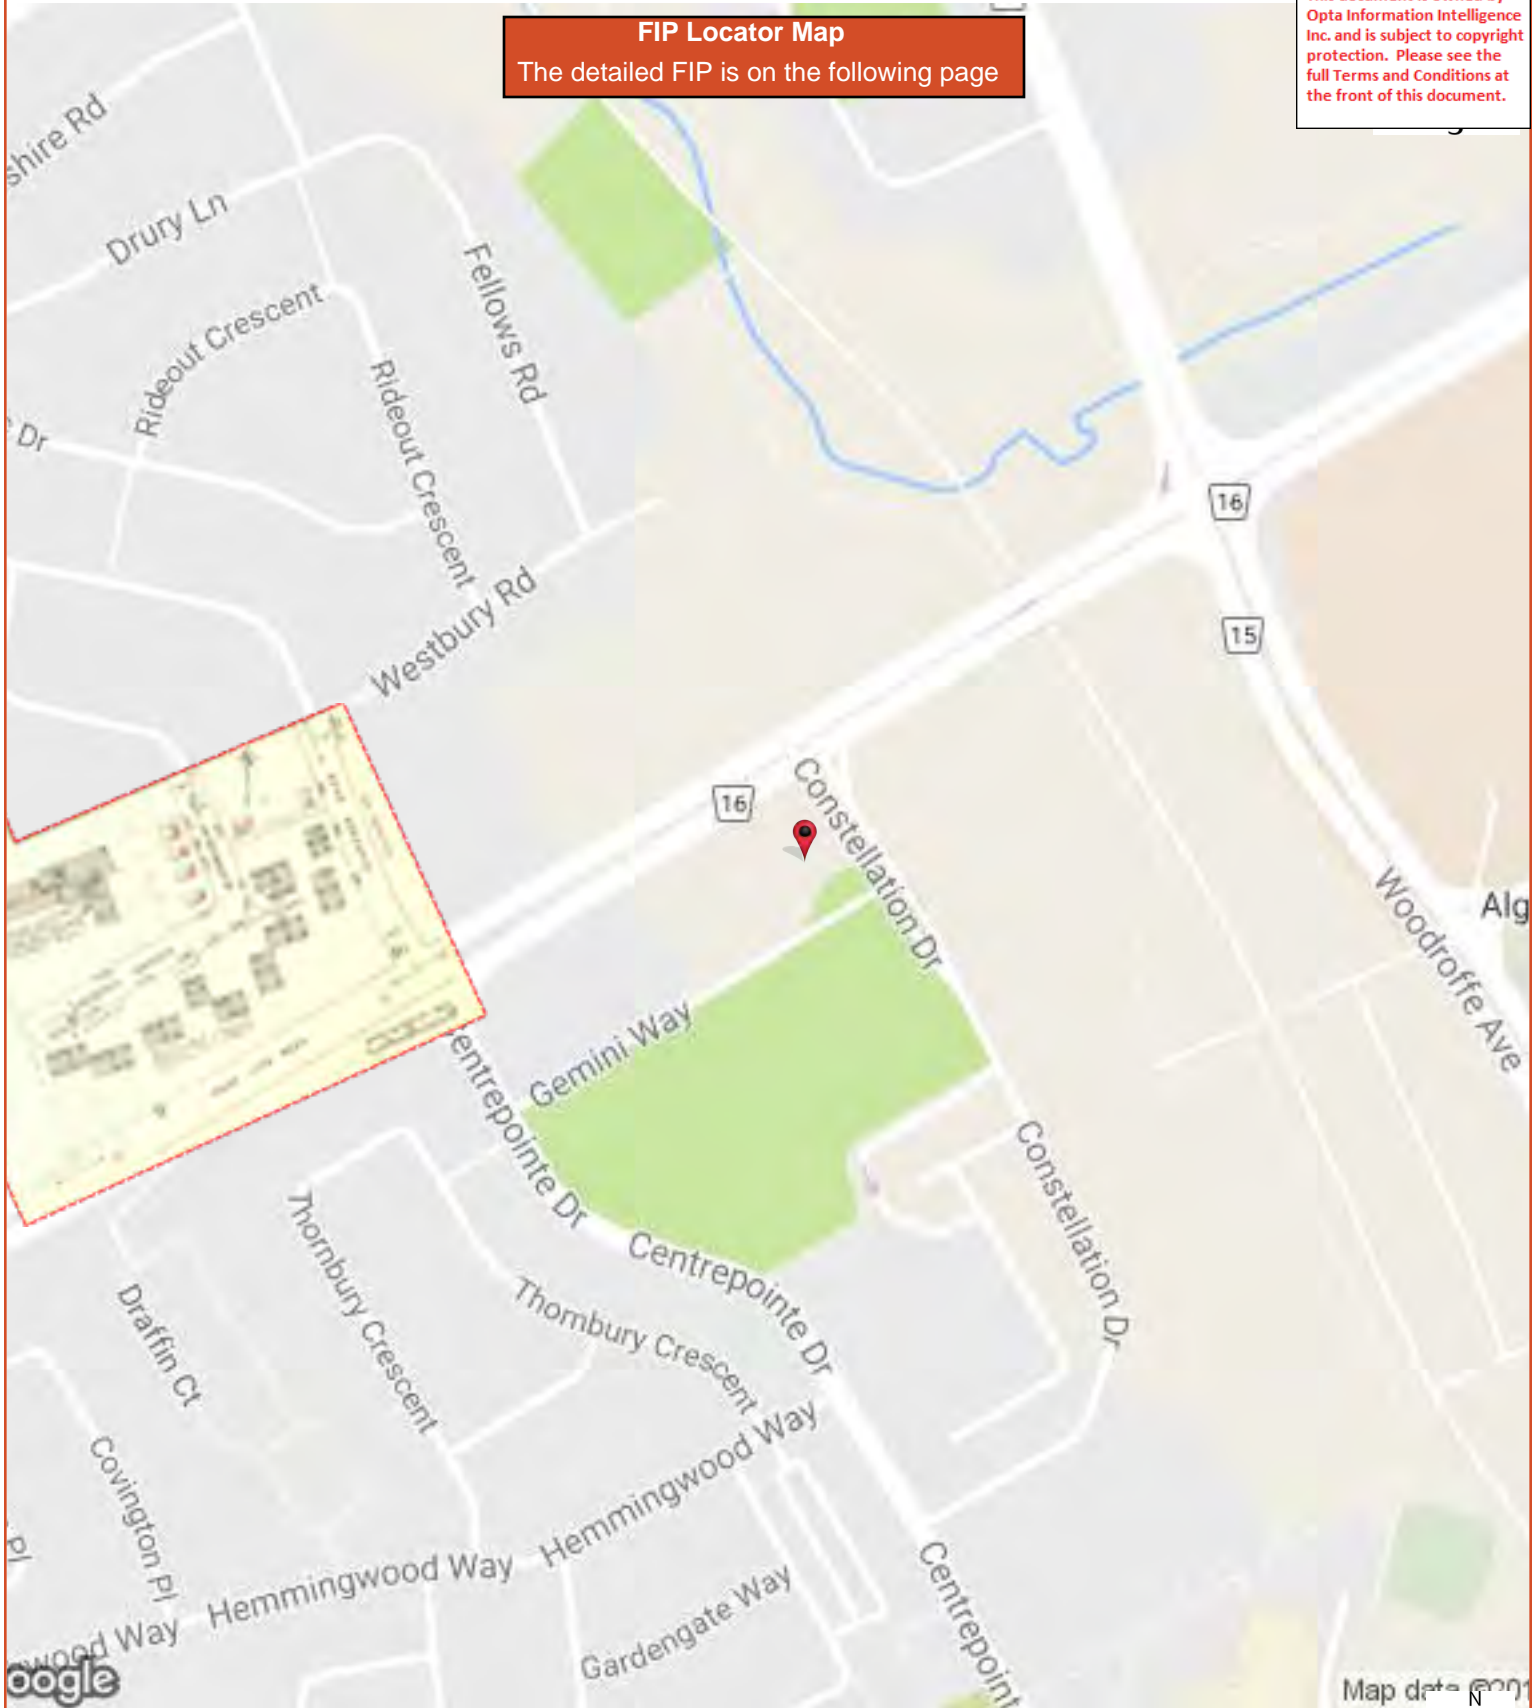 FIP Locator Map
The detailed FIP is on the following page
Opta Information Intelligence
Inc. and is subject to copyright
protection. Please see the
full Terms and Conditions at
the front of this document.
shire Rd
Drury Ln
Fellows Rd
Rideout Crescent
Rideout Crescent
Dr
Westbury Rd
16
15
16
Constellation Dr
Woodroffe Ave
Alg
Gemini Way
entrepointe Dr
Constellation Dr
Centrepointe Dr
Thornbury Crescent
Thornbury Crescent
Draffin Ct
Covington Pl
Pl
Hemmingwood Way
Hemmingwood Way
wood Way
Gardengate Way
Centrepoint
oogle
Map data ©201
N